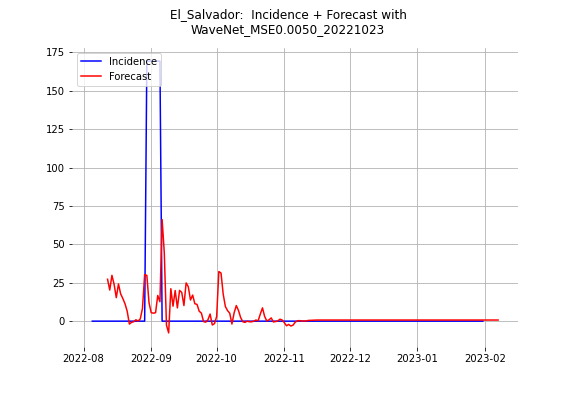 El_Salvador:  Incidence + Forecast with
WaveNet_MSE0.0050_20221023
175
150
125
100
75
50
25
0
Incidence
Forecast
2022-08 2022-09 2022-10 2022-11 2022-12 2023-01 2023-02